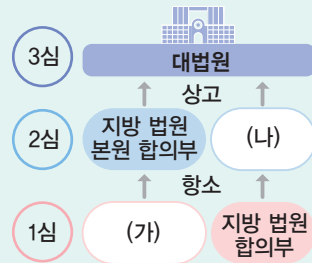 3심
대법원
상고
2심
지방 법원
본원 합의부
(나)
항소
1심
(가)
지방 법원
합의부